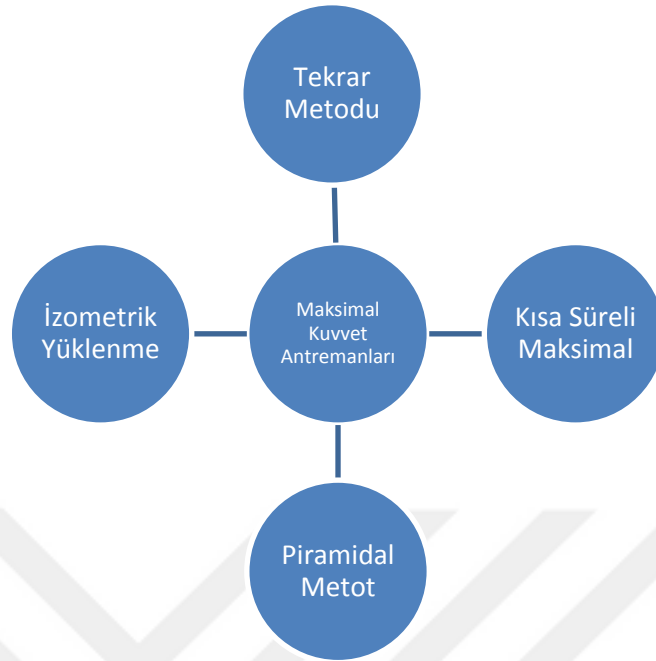 Tekrar
Metodu
İzometrik
Yüklenme
Maksimal
Kuvvet
Antremanları
Kısa Süreli
Maksimal
Piramidal
Metot